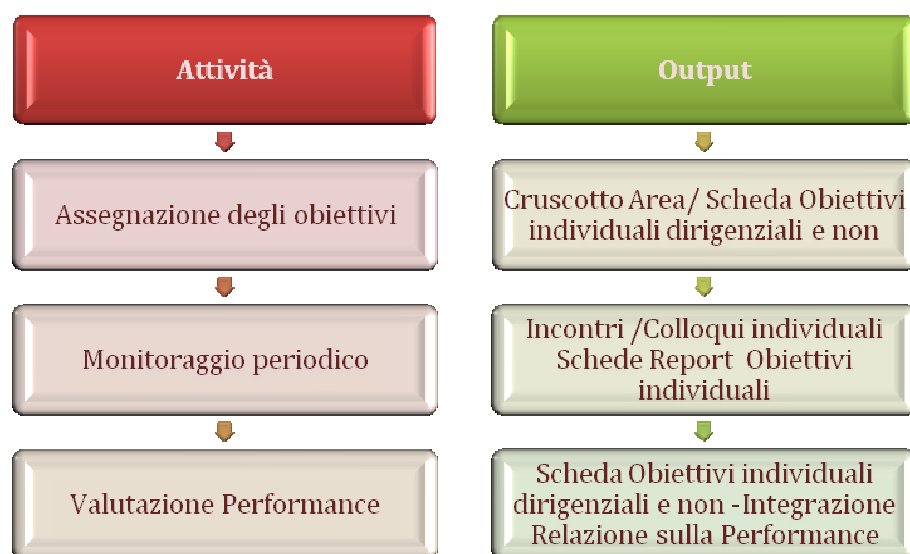 Attività
Assegnazione degli obiettivi
Monitoraggio periodico
Valutazione Performance
Output
Cruscotto Area/ Scheda Obiettivi
individuali dirigenziali e non
Incontri /Colloqui individuali
Schede Report Obiettivi
individuali
Scheda Obiettivi individuali
dirigenziali e non -Integrazione
Relazione sulla Performance